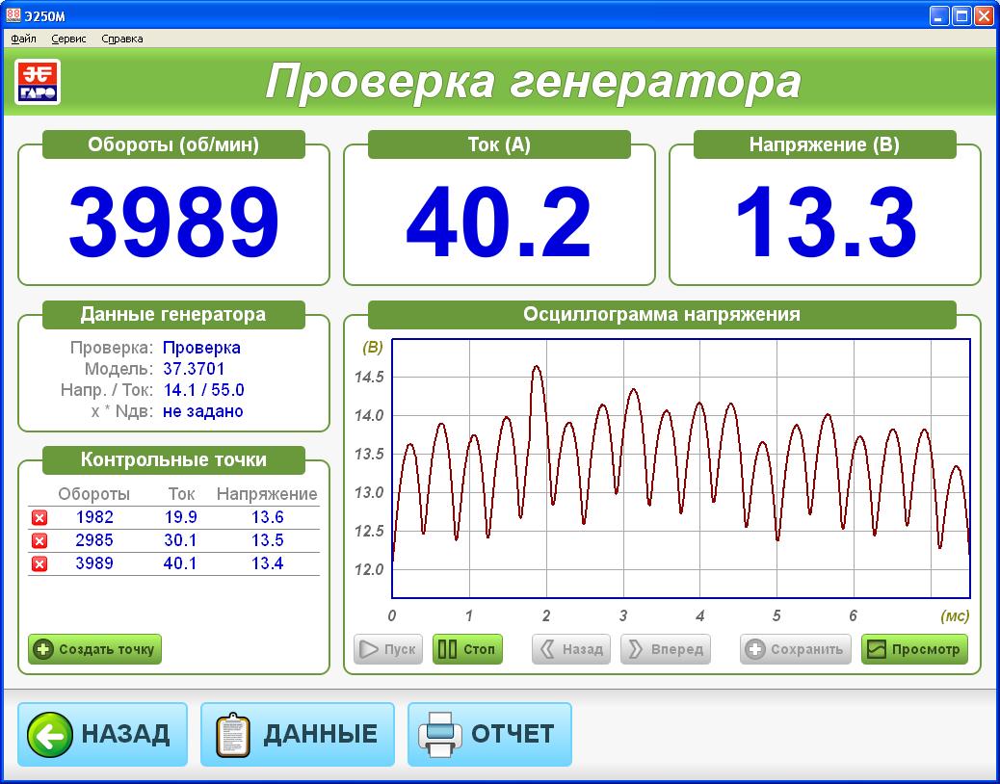 Э250М
Файл Сервис Справка
ГАРО
Проверка генератора
Обороты (об/мин) Ток (А) Напряжение (В)
3989 40.2 13.3
Данные генератора
Проверка: Проверка
Модель: 37.3701
Напр. / Ток: 14.1 / 55.0
x * Nдв: не задано
Контрольные точки
Обороты Ток Напряжение
1982 19.9 13.6
2985 30.1 13.5
3989 40.1 13.4
Создать точку
Осциллограмма напряжения
(В)
14.5
14.0
13.5
13.0
12.5
12.0
0 1 2 3 4 5 6 (мс)
Пуск Стоп Назад Вперед Сохранить Просмотр
НАЗАД ДАННЫЕ ОТЧЕТ